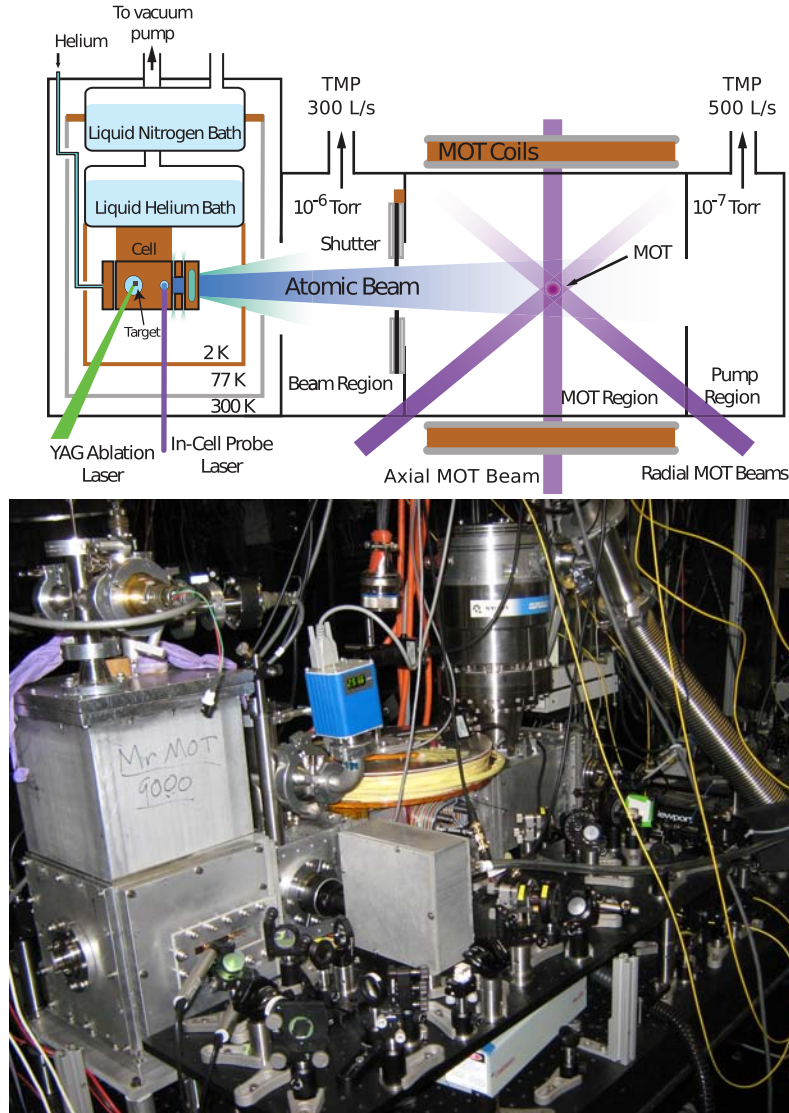 To vacuum
pump
Helium
TMP
300 L/s
TMP
500 L/s
Liquid Nitrogen Bath
MOT Coils
Liquid Helium Bath
10-6 Torr
10-7 Torr
Shutter
Cell
MOT
Atomic Beam
Target
2 K
77 K
300 K
Beam Region
MOT Region
Pump
Region
YAG Ablation
Laser
In-Cell Probe
Laser
Axial MOT Beam
Radial MOT Beams
Mr MOT
9000
Newport